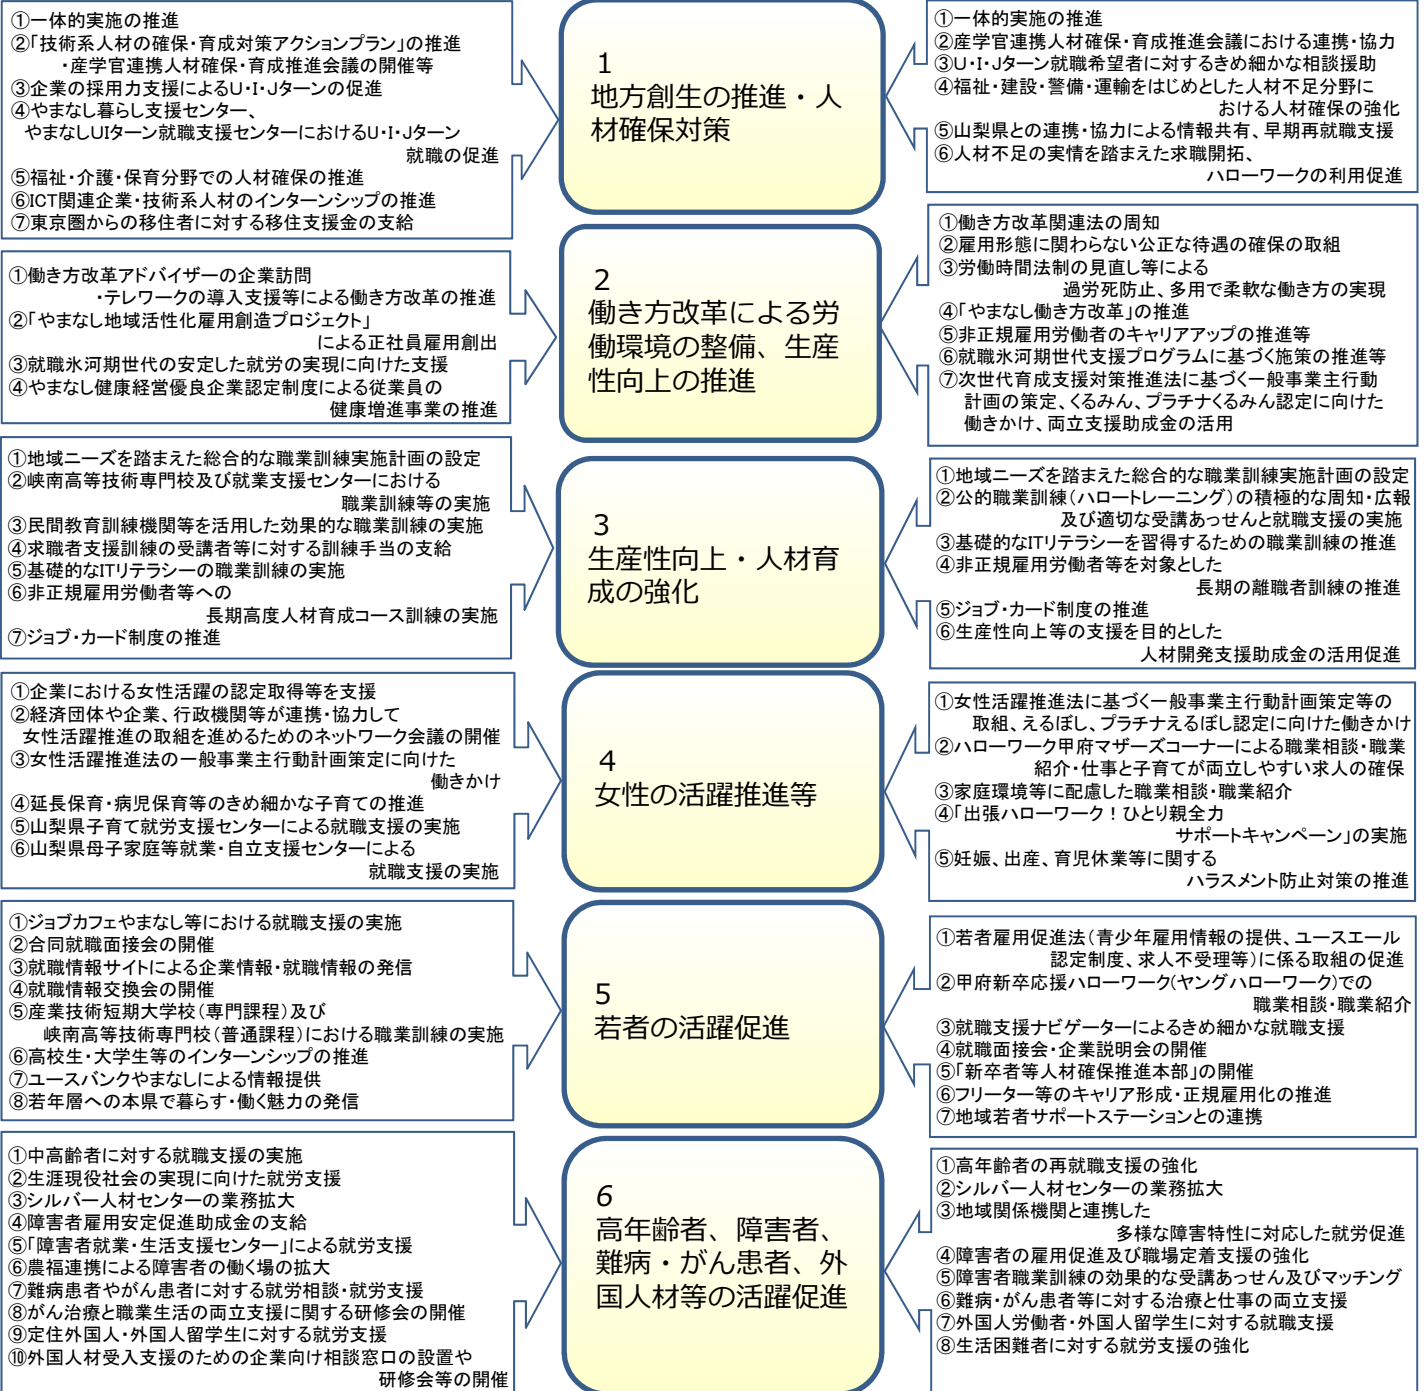 ①一体的実施の推進
②「技術系人材の確保・育成対策アクションプラン」の推進
・産学官連携人材確保・育成推進会議の開催等
③企業の採用力支援によるU・I・Jターンの促進
④やまなし暮らし支援センター、
やまなしUIターン就職支援センターにおけるU・I・Jターン
就職の促進
⑤福祉・介護・保育分野での人材確保の推進
⑥ICT関連企業・技術系人材のインターンシップの推進
⑦東京圏からの移住者に対する移住支援金の支給
1
地方創生の推進・人
材確保対策
①一体的実施の推進
②産学官連携人材確保・育成推進会議における連携・協力
③U・I・Jターン就職希望者に対するきめ細かな相談援助
④福祉・建設・警備・運輸をはじめとした人材不足分野に
おける人材確保の強化
⑤山梨県との連携・協力による情報共有、早期再就職支援
⑥人材不足の実情を踏まえた求職開拓、
ハローワークの利用促進
①働き方改革アドバイザーの企業訪問
・テレワークの導入支援等による働き方改革の推進
②「やまなし地域活性化雇用創造プロジェクト」
による正社員雇用創出
③就職氷河期世代の安定した就労の実現に向けた支援
④やまなし健康経営優良企業認定制度による従業員の
健康増進事業の推進
2
働き方改革による労
働環境の整備、生産
性向上の推進
①働き方改革関連法の周知
②雇用形態に関わらない公正な待遇の確保の取組
③労働時間法制の見直し等による
過労死防止、多用で柔軟な働き方の実現
④「やまなし働き方改革」の推進
⑤非正規雇用労働者のキャリアアップの推進等
⑥就職氷河期世代支援プログラムに基づく施策の推進等
⑦次世代育成支援対策推進法に基づく一般事業主行動
計画の策定、くるみん、プラチナくるみん認定に向けた
働きかけ、両立支援助成金の活用
①地域ニーズを踏まえた総合的な職業訓練実施計画の設定
②峡南高等技術専門校及び就業支援センターにおける
職業訓練等の実施
③民間教育訓練機関等を活用した効果的な職業訓練の実施
④求職者支援訓練の受講者等に対する訓練手当の支給
⑤基礎的なITリテラシーの職業訓練の実施
⑥非正規雇用労働者等への
長期高度人材育成コース訓練の実施
⑦ジョブ・カード制度の推進
3
生産性向上・人材育
成の強化
①地域ニーズを踏まえた総合的な職業訓練実施計画の設定
②公的職業訓練（ハロートレーニング）の積極的な周知・広報
及び適切な受講あっせんと就職支援の実施
③基礎的なITリテラシーを習得するための職業訓練の推進
④非正規雇用労働者等を対象とした
長期の離職者訓練の推進
⑤ジョブ・カード制度の推進
⑥生産性向上等の支援を目的とした
人材開発支援助成金の活用促進
①企業における女性活躍の認定取得等を支援
②経済団体や企業、行政機関等が連携・協力して
女性活躍推進の取組を進めるためのネットワーク会議の開催
③女性活躍推進法の一般事業主行動計画策定に向けた
働きかけ
④延長保育・病児保育等のきめ細かな子育ての推進
⑤山梨県子育て就労支援センターによる就職支援の実施
⑥山梨県母子家庭等就業・自立支援センターによる
就職支援の実施
4
女性の活躍推進等
①女性活躍推進法に基づく一般事業主行動計画策定等の
取組、えるぼし、プラチナえるぼし認定に向けた働きかけ
②ハローワーク甲府マザーズコーナーによる職業相談・職業
紹介・仕事と子育てが両立しやすい求人の確保
③家庭環境等に配慮した職業相談・職業紹介
④「出張ハローワーク！ひとり親全力
サポートキャンペーン」の実施
⑤妊娠、出産、育児休業等に関する
ハラスメント防止対策の推進
①ジョブカフェやまなし等における就職支援の実施
②合同就職面接会の開催
③就職情報サイトによる企業情報・就職情報の発信
④就職情報交換会の開催
⑤産業技術短期大学校（専門課程）及び
峡南高等技術専門校（普通課程）における職業訓練の実施
⑥高校生・大学生等のインターンシップの推進
⑦ユースバンクやまなしによる情報提供
⑧若年層への本県で暮らす・働く魅力の発信
5
若者の活躍促進
①若者雇用促進法（青少年雇用情報の提供、ユースエール
認定制度、求人不受理等）に係る取組の促進
②甲府新卒応援ハローワーク(ヤングハローワーク)での
職業相談・職業紹介
③就職支援ナビゲーターによるきめ細かな就職支援
④就職面接会・企業説明会の開催
⑤「新卒者等人材確保推進本部」の開催
⑥フリーター等のキャリア形成・正規雇用化の推進
⑦地域若者サポートステーションとの連携
①中高齢者に対する就職支援の実施
②生涯現役社会の実現に向けた就労支援
③シルバー人材センターの業務拡大
④障害者雇用安定促進助成金の支給
⑤「障害者就業・生活支援センター」による就労支援
⑥農福連携による障害者の働く場の拡大
⑦難病患者やがん患者に対する就労相談・就労支援
⑧がん治療と職業生活の両立支援に関する研修会の開催
⑨定住外国人・外国人留学生に対する就労支援
⑩外国人材受入支援のための企業向け相談窓口の設置や
研修会等の開催
6
高年齢者、障害者、
難病・がん患者、外
国人材等の活躍促進
①高年齢者の再就職支援の強化
②シルバー人材センターの業務拡大
③地域関係機関と連携した
多様な障害特性に対応した就労促進
④障害者の雇用促進及び職場定着支援の強化
⑤障害者職業訓練の効果的な受講あっせん及びマッチング
⑥難病・がん患者等に対する治療と仕事の両立支援
⑦外国人労働者・外国人留学生に対する就職支援
⑧生活困難者に対する就労支援の強化